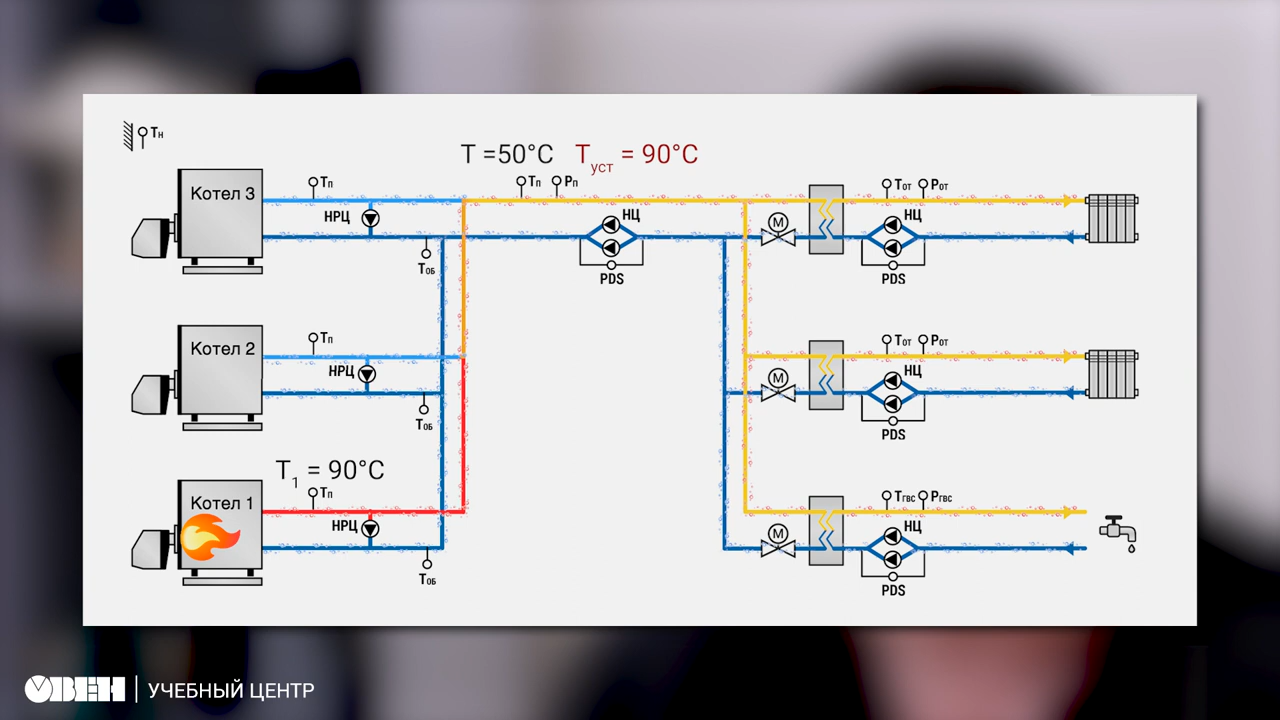 Tн
T =50°C Tуст = 90°C
Котел 3
Tп
НРЦ
Tоб
Tп
Pп
НЦ
PDS
M
Tот
Pот
НЦ
PDS
Котел 2
Tп
НРЦ
Tоб
M
Tот
Pот
НЦ
PDS
T1 = 90°C
Котел 1
Tп
НРЦ
Tоб
M
Tгвс
Pгвс
НЦ
PDS
ОВЕН УЧЕБНЫЙ ЦЕНТР